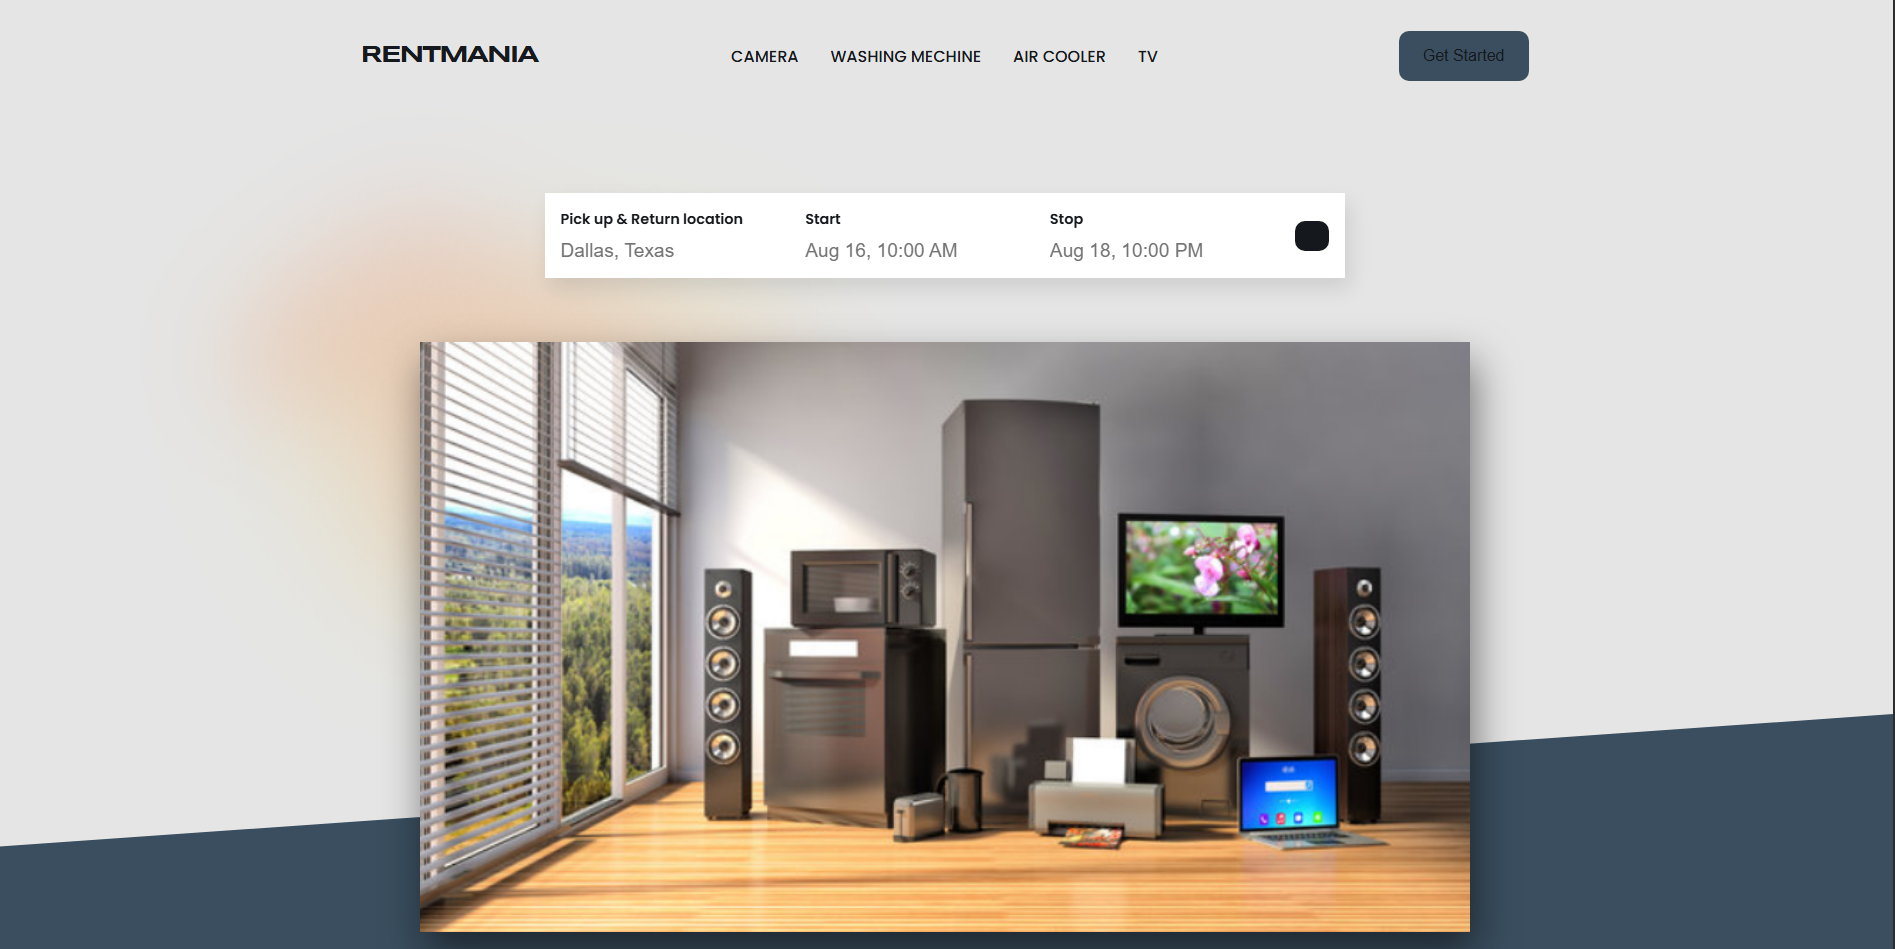 RENTMANIA
CAMERA WASHING MECHINE AIR COOLER TV
Get Started
Pick up & Return location Start Stop
Dallas, Texas Aug 16, 10:00 AM Aug 18, 10:00 PM